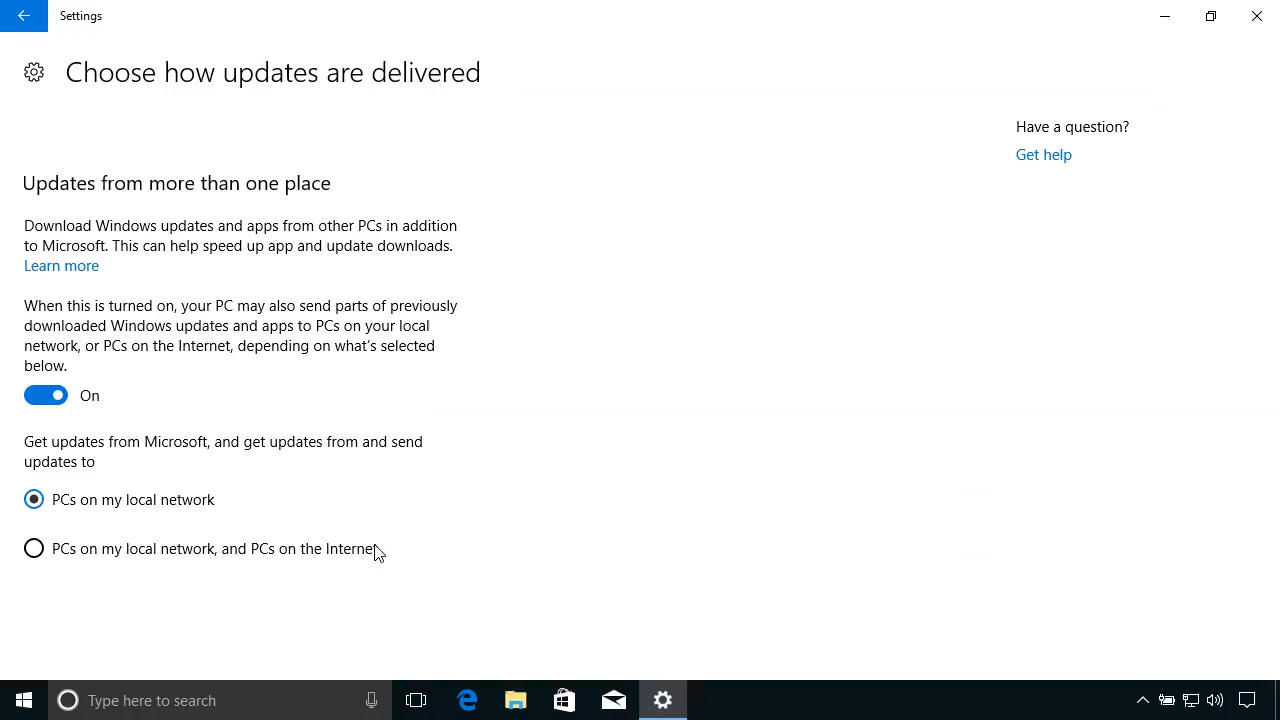 Settings
Choose how updates are delivered
Have a question?
Get help
Updates from more than one place
Download Windows updates and apps from other PCs in addition
to Microsoft. This can help speed up app and update downloads.
Learn more
When this is turned on, your PC may also send parts of previously
downloaded Windows updates and apps to PCs on your local
network, or PCs on the Internet, depending on what's selected
below.
On
Get updates from Microsoft, and get updates from and send
updates to
PCs on my local network
PCs on my local network, and PCs on the Internet
Type here to search